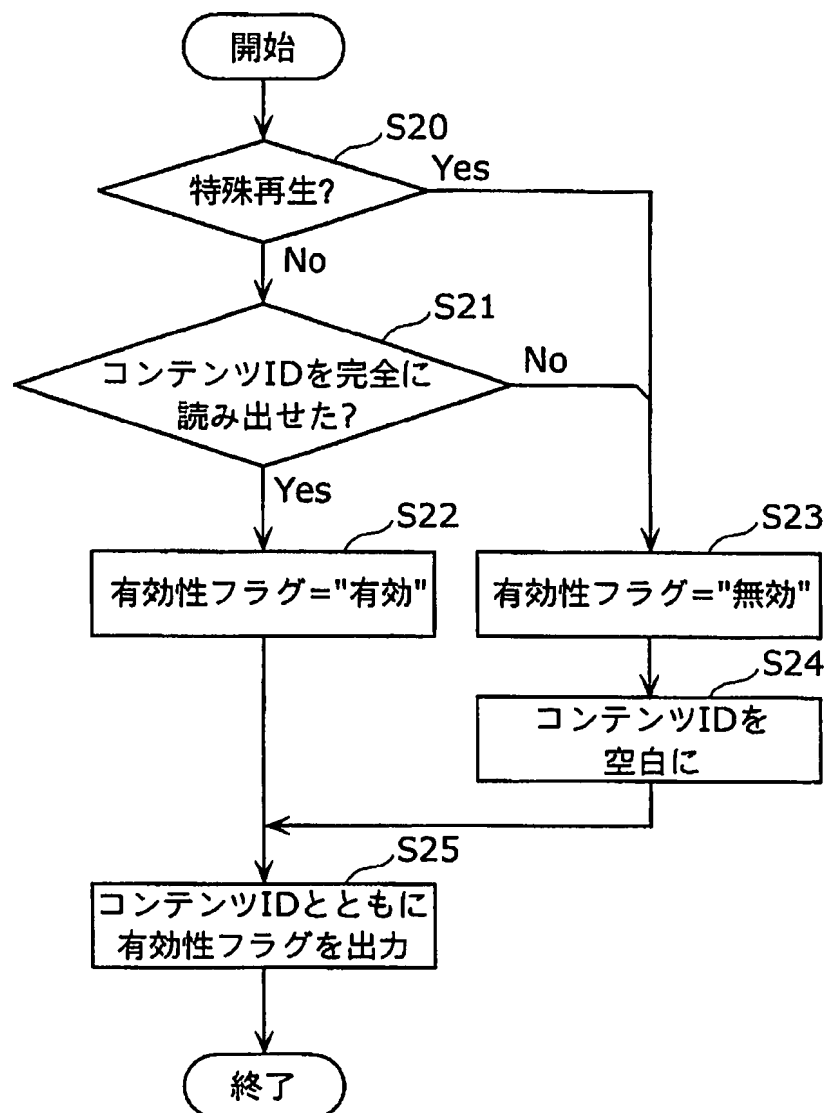 開始
S20
特殊再生?
Yes
No
S21
コンテンツIDを完全に
読み出せた?
No
Yes
S22
有効性フラグ="有効"
S23
有効性フラグ="無効"
S24
コンテンツIDを
空白に
S25
コンテンツIDとともに
有効性フラグを出力
終了